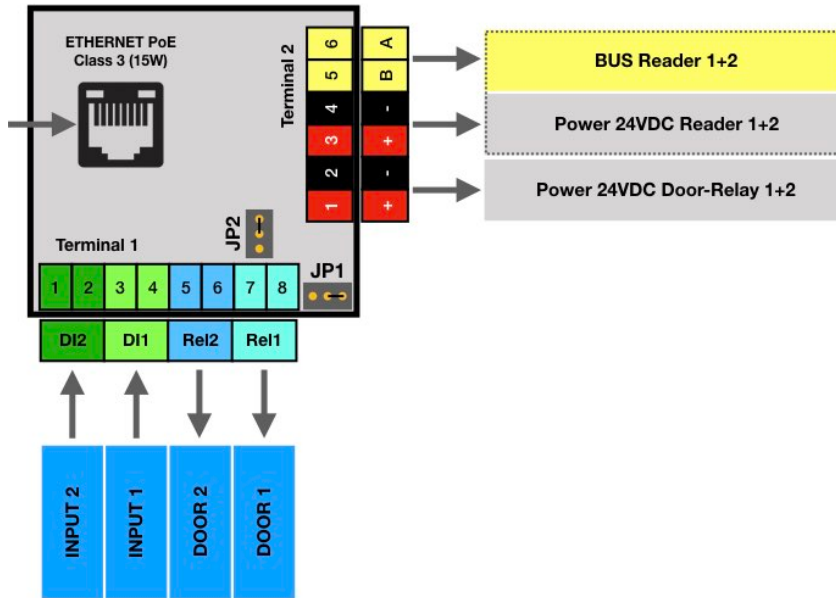 ETHERNET PoE
Class 3 (15W)
Terminal 2
6 A
5 B
4 -
3 +
2 -
1 +
BUS Reader 1+2
Power 24VDC Reader 1+2
Power 24VDC Door-Relay 1+2
JP2
Terminal 1
JP1
1 2 3 4 5 6 7 8
DI2 DI1 Rel2 Rel1
INPUT 2
INPUT 1
DOOR 2
DOOR 1